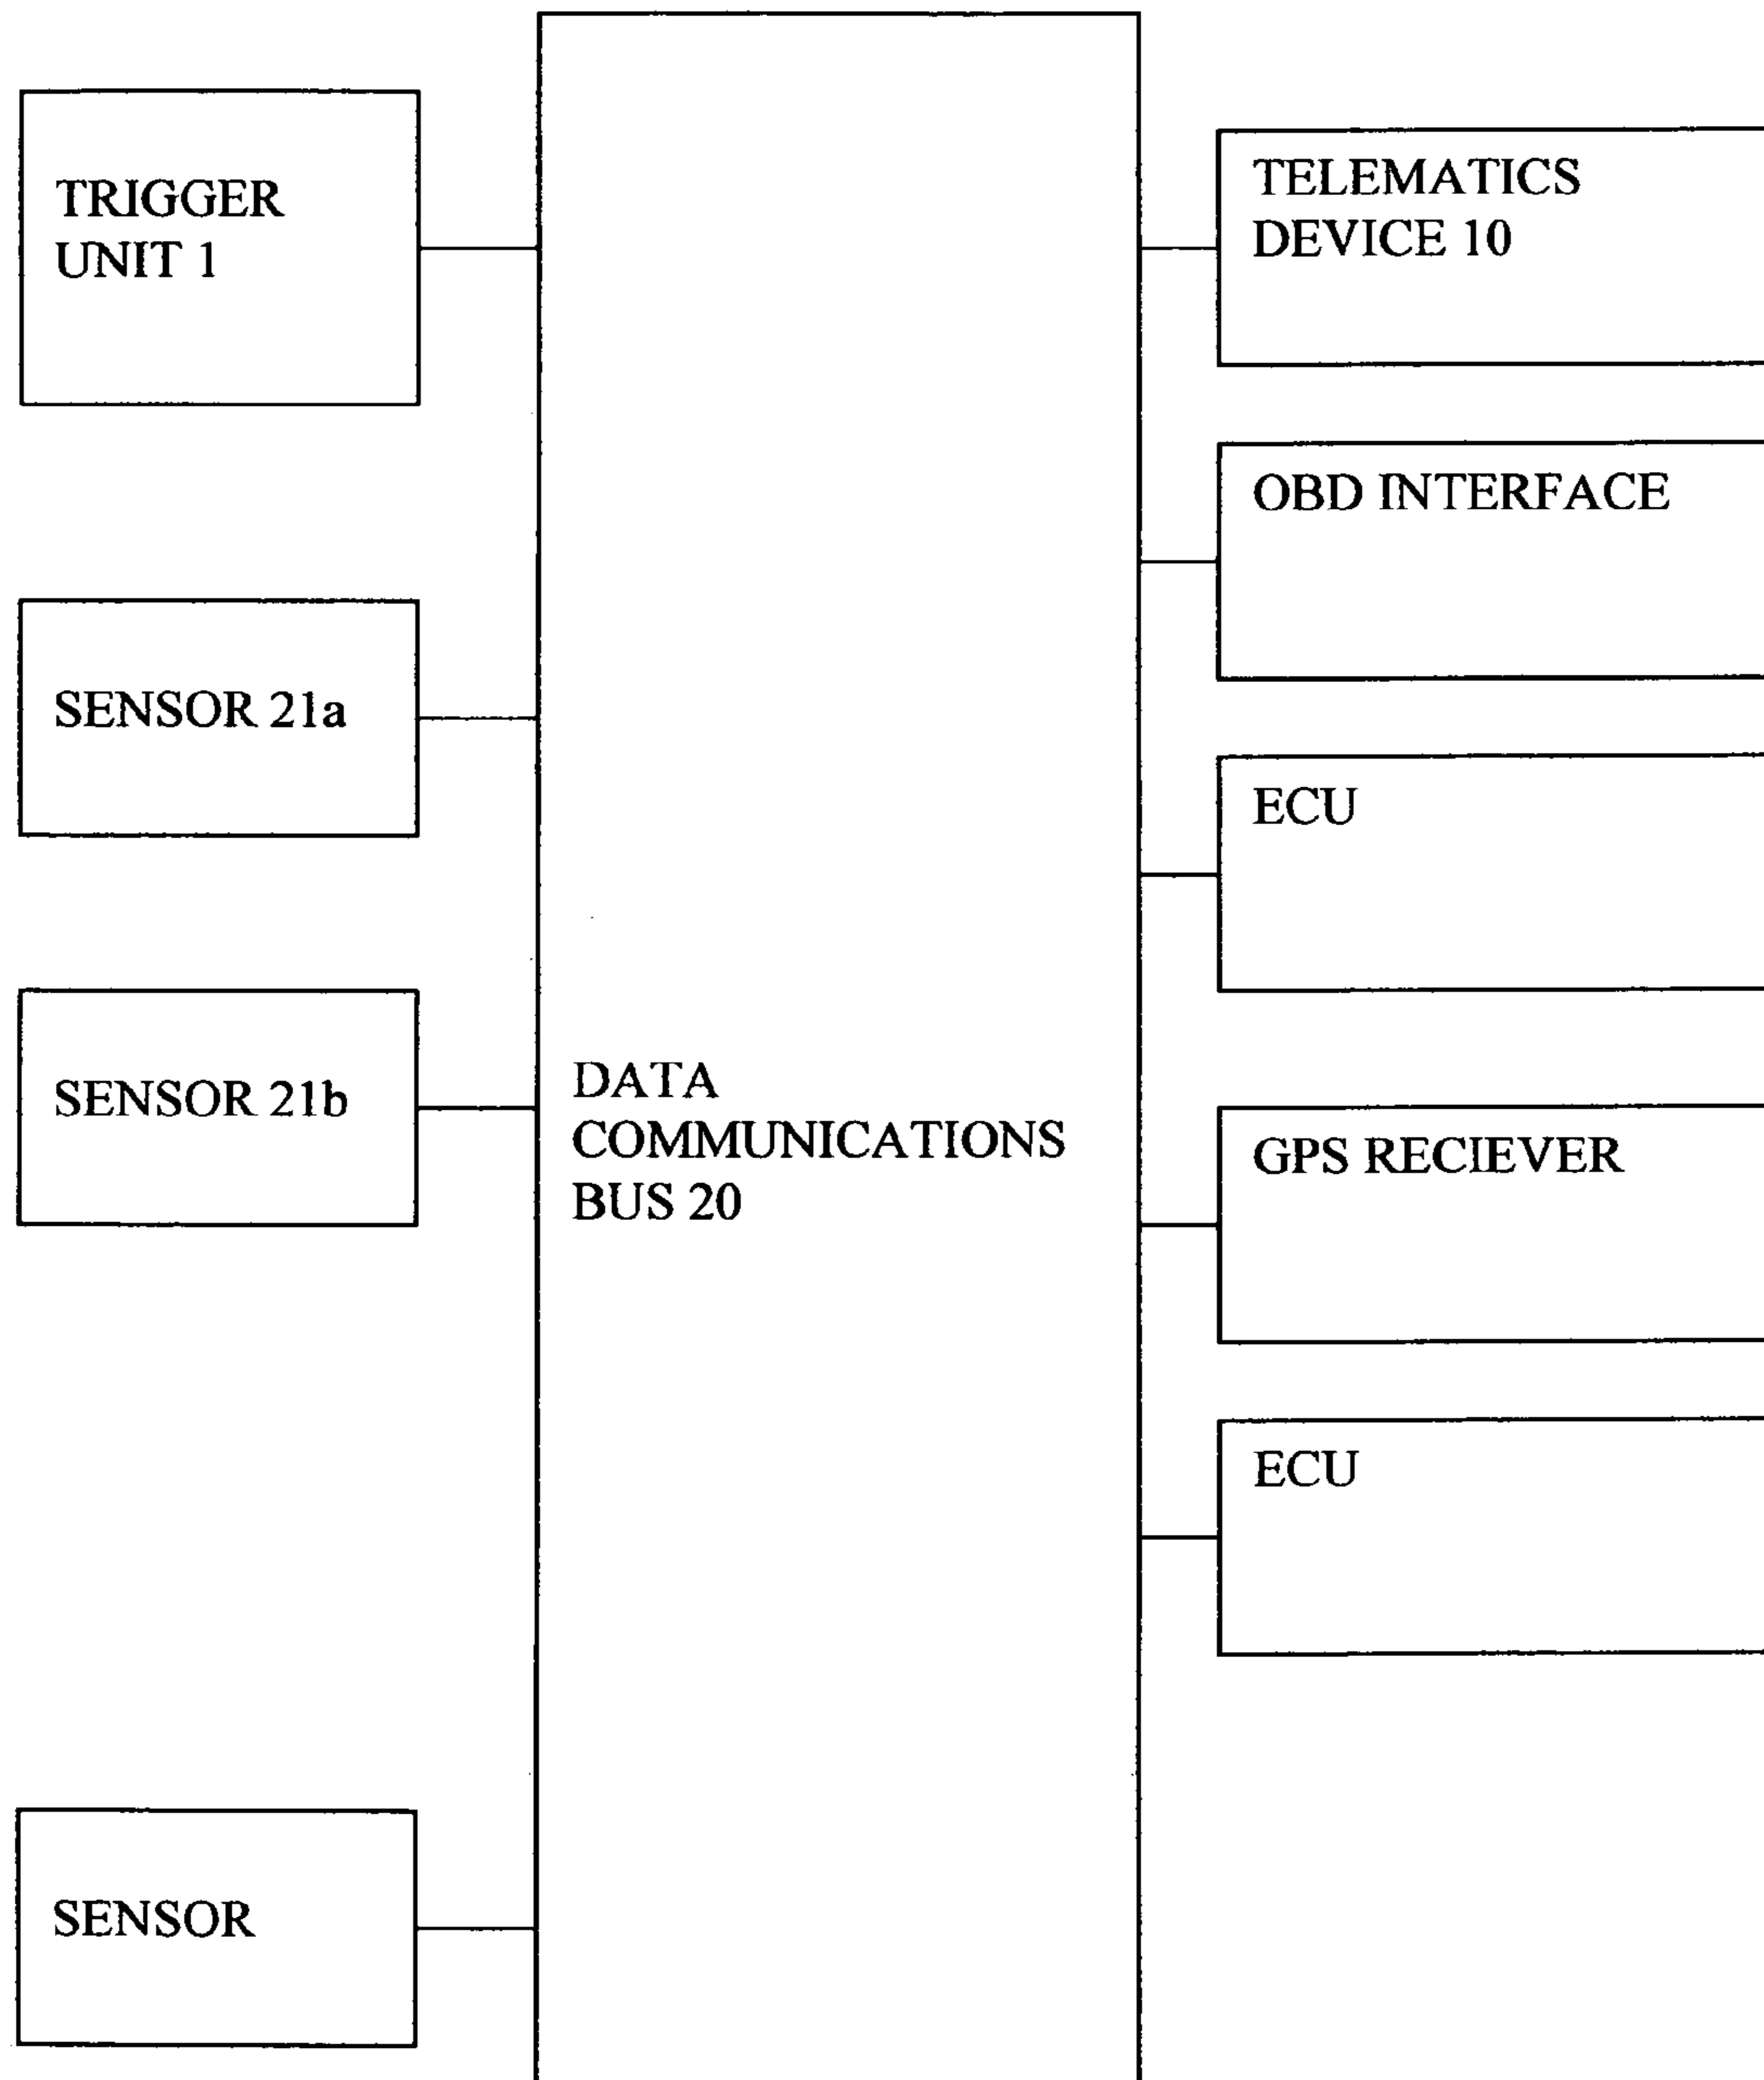 TRIGGER
UNIT 1
SENSOR 21a
SENSOR 21b
SENSOR
DATA
COMMUNICATIONS
BUS 20
TELEMATICS
DEVICE 10
OBD INTERFACE
ECU
GPS RECIEVER
ECU